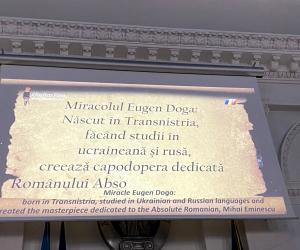 Miracolul Eugen Doga:
Născut în Transnistria,
făcând studii în
ucraineană și rusă,
creează capodopera dedicată
Românului Abso
Miracle Eugen Doga:
born in Transnistria, studied in Ukrainian and Russian languages and
created the masterpiece dedicated to the Absolute Romanian, Mihai Eminescu